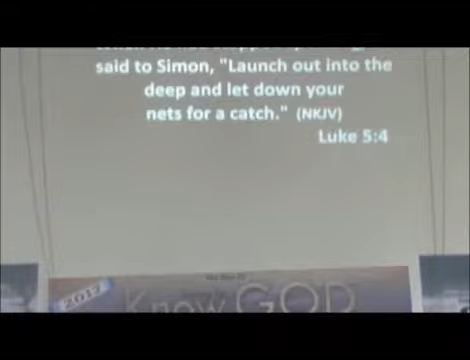 said to Simon, "Launch out into the
deep and let down your
nets for a catch." (NKJV)
Luke 5:4
2017
Know GOD